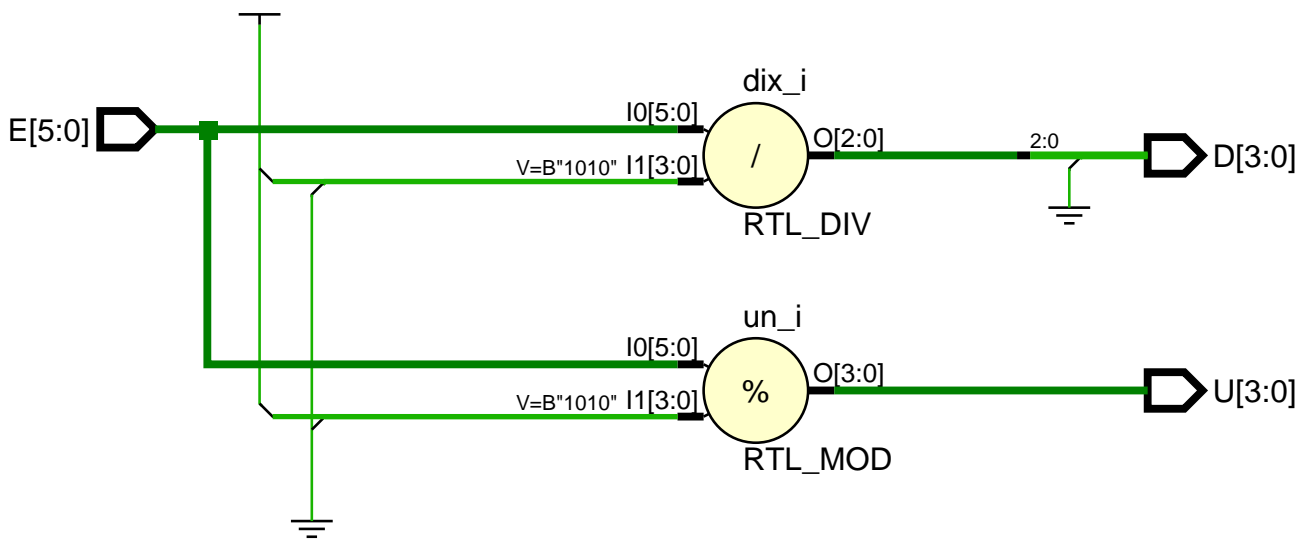 dix_i
E[5:0]
I0[5:0]
V=B"1010" I1[3:0]
/
O[2:0]
2:0
D[3:0]
RTL_DIV
un_i
I0[5:0]
V=B"1010" I1[3:0]
%
O[3:0]
U[3:0]
RTL_MOD